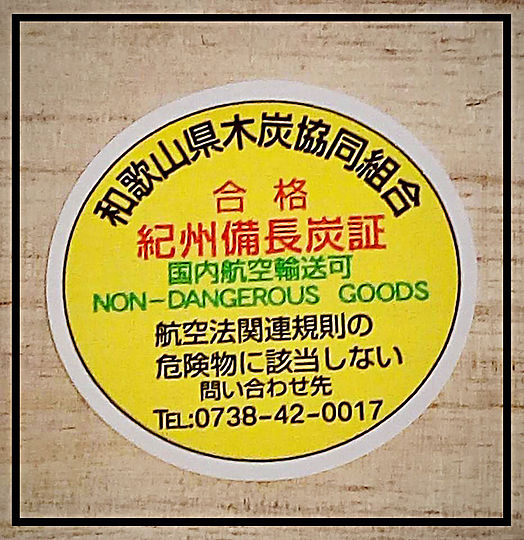 和歌山県木炭協同組合
合格
紀州備長炭証
国内航空輸送可
NON-DANGEROUS GOODS
航空法関連規則の
危険物に該当しない
問い合わせ先
TEL:0738-42-0017